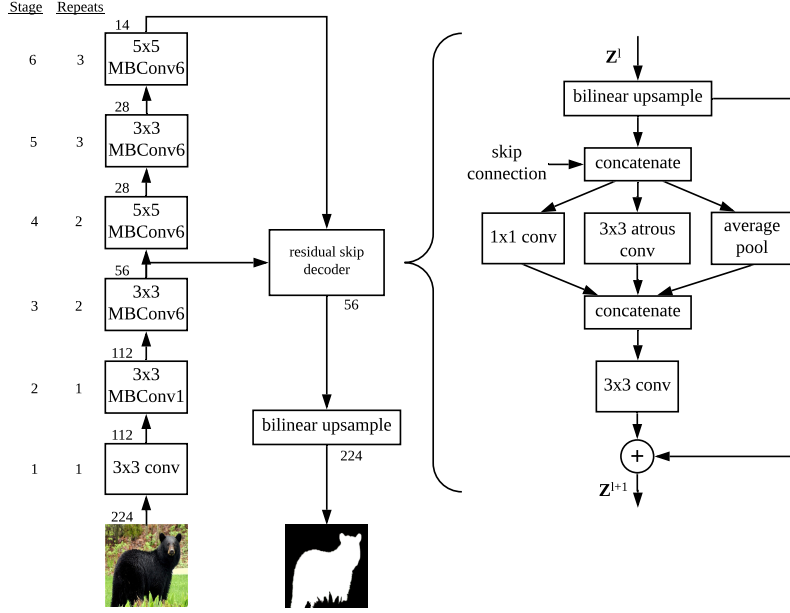 Stage Repeats
14
5x5
MBConv6
6 3
28
3x3
MBConv6
5 3
28
5x5
MBConv6
4 2
56
3x3
MBConv6
3 2
112
3x3
MBConv1
2 1
112
3x3 conv
1 1
224
residual skip
decoder
56
bilinear upsample
224
Z^l
bilinear upsample
skip
connection
concatenate
1x1 conv
3x3 atrous
conv
average
pool
concatenate
3x3 conv
+
Z^l+1